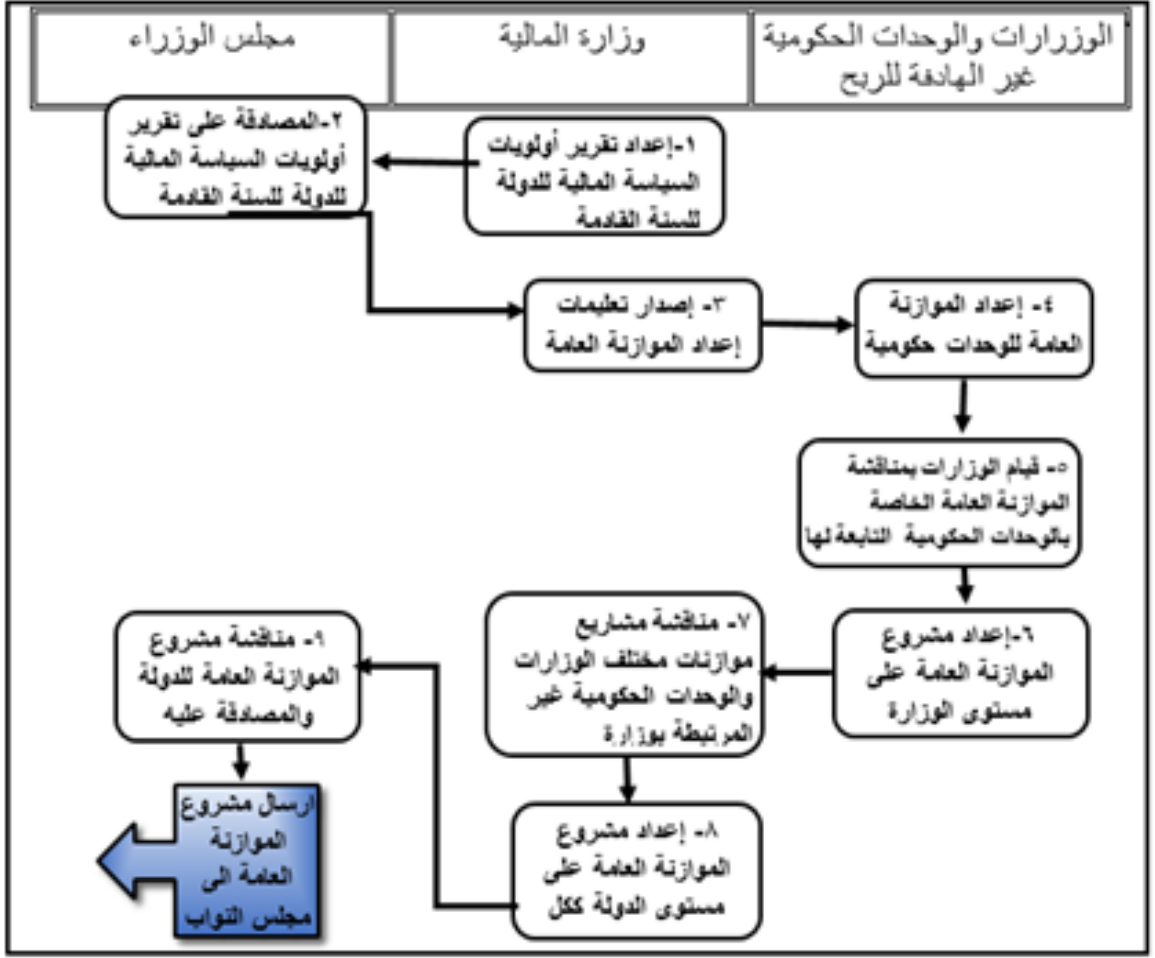 الوزرارات والوحدات الحكومية
غير الهادفة للربح
وزارة المالية
مجلس الوزراء
١-إعداد تقرير أولويات
السياسة المالية للدولة
للسنة القادمة
٢-المصادقة على تقرير
أولويات السياسة المالية
للدولة للسنة القادمة
٣- إصدار تعليمات
إعداد الموازنة العامة
٤- إعداد الموازنة
العامة للوحدات حكومية
٥- قيام الوزارات بمناقشة
الموازنة العامة الخاصة
بالوحدات الحكومية التابعة لها
٦-إعداد مشروع
الموازنة العامة على
مستوى الوزارة
٧- مناقشة مشاريع
موازنات مختلف الوزارات
والوحدات الحكومية غير
المرتبطة بوزارة
٨- إعداد مشروع
الموازنة العامة على
مستوى الدولة ككل
٩- مناقشة مشروع
الموازنة العامة للدولة
والمصادقة عليه
ارسال مشروع
الموازنة
العامة الى
مجلس النواب